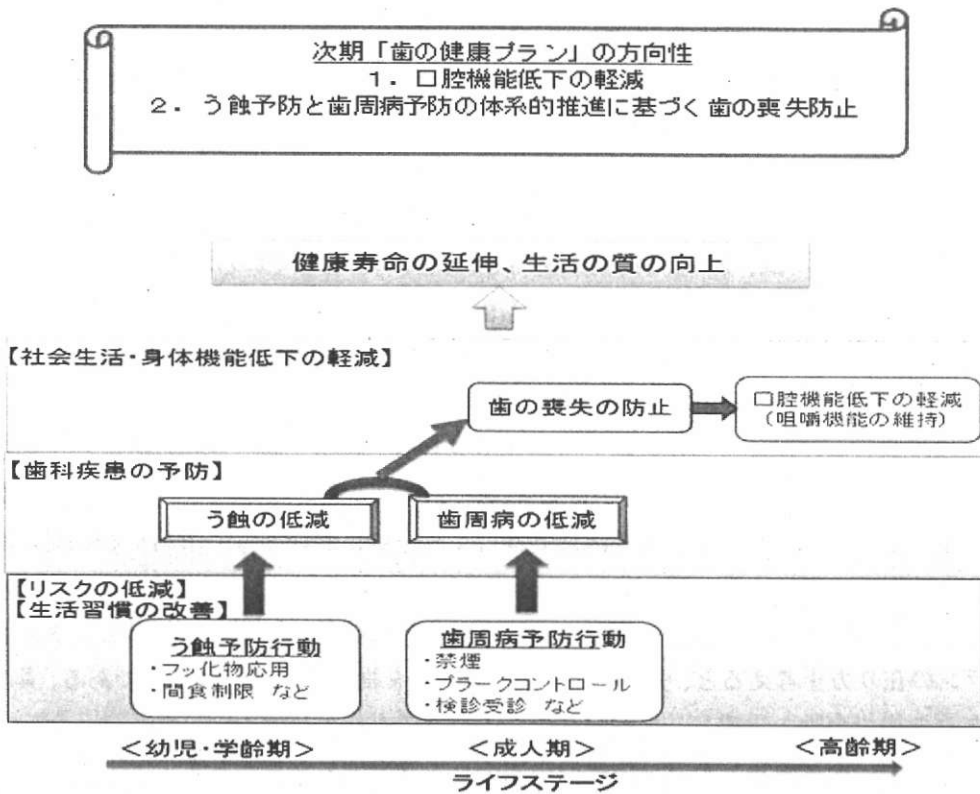 次期「歯の健康プラン」の方向性
1. 口腔機能低下の軽減
2. う蝕予防と歯周病予防の体系的推進に基づく歯の喪失防止
健康寿命の延伸、生活の質の向上
【社会生活・身体機能低下の軽減】
歯の喪失の防止
口腔機能低下の軽減
(咀嚼機能の維持)
【歯科疾患の予防】
う蝕の低減
歯周病の低減
【リスクの低減】
【生活習慣の改善】
う蝕予防行動
・フッ化物応用
・間食制限 など
歯周病予防行動
・禁煙
・プラークコントロール
・検診受診 など
＜幼児・学齢期＞
＜成人期＞
＜高齢期＞
ライフステージ